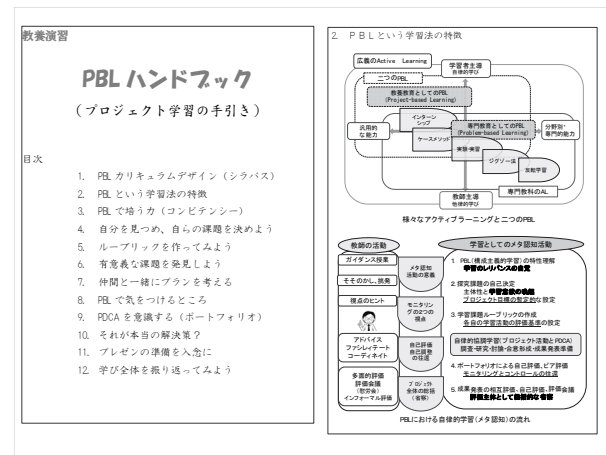 教養演習
PBLハンドブック
(プロジェクト学習の手引き)
目次
1. PBLカリキュラムデザイン(シラバス)
2. PBLという学習法の特徴
3. PBLで培う力(コンピテンシー)
4. 自分を見つめ、自らの課題を決めよう
5. ルーブリックを作ってみよう
6. 有意義な課題を発見しよう
7. 仲間と一緒にプランを考える
8. PBLで気をつけるところ
9. PDCAを意識する(ポートフォリオ)
10. それが本当の解決策?
11. プレゼンの準備を入念に
12. 学び全体を振り返ってみよう
2. PBLという学習法の特徴
広義のActive Learning
学習者主導
自律的学び
二つのPBL
教養教育としてのPBL
(Project-based Learning)
インターン
シップ
専門教育としてのPBL
(Problem-based Learning)
汎用的
な能力
分野別・
専門的能力
ケースメソッド
実験・実習
ジグソー法
反転学習
教師主導
他律的学び
専門教科のAL
様々なアクティブラーニングと二つのPBL
教師の活動
学習としてのメタ認知活動
ガイダンス授業
そそのかし、挑発
視点のヒント
アドバイス
ファシリテート
コーディネイト
多面的評価
評価会議
(慰労会)
インフォーマル評価
メタ認知
活動の意義
モニタリン
グの2つの
視点
自己評価
自己調整
の往還
プロジェクト
全体の総括
(省察)
1. PBL(構成主義的学習)の特性理解
学習のレリバンスの自覚
2. 探究課題の自己決定
主体性と学習意欲の喚起
プロジェクト目標の暫定的な設定
3. 学習課題ルーブリックの作成
各自の学習活動の評価基準の設定
自律的協調学習(プロジェクト活動とPDCA)
調査・研究・討論・合意形成・成果発表準備
4. ポートフォリオによる自己評価、ピア評価
モニタリングとコントロールの往還
5. 成果発表の相互評価、自己評価、評価会議
評価主体として総括的な省察
PBLにおける自律的学習(メタ認知)の流れ